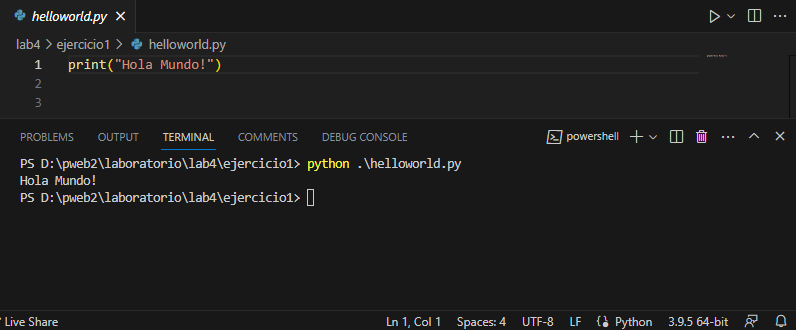 helloworld.py
lab4 > ejercicio1 > helloworld.py
1 print("Hola Mundo!")
2
3
PROBLEMS OUTPUT TERMINAL COMMENTS DEBUG CONSOLE powershell
PS D:\pweb2\laboratorio\lab4\ejercicio1> python .\helloworld.py
Hola Mundo!
PS D:\pweb2\laboratorio\lab4\ejercicio1>
Live Share Ln 1, Col 1 Spaces: 4 UTF-8 LF Python 3.9.5 64-bit